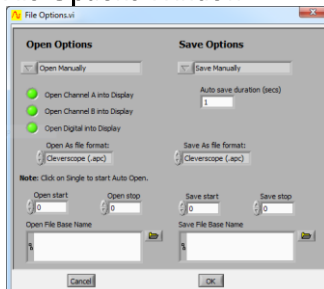 File Options.vi
Open Options
Save Options
Open Manually
Save Manually
Open Channel A into Display
Open Channel B into Display
Open Digital into Display
Auto save duration (secs)
1
Open As file format:
Save As file format:
Cleverscope (.apc)
Cleverscope (.apc)
Note: Click on Single to start Auto Open.
Open start
Open stop
Save start
Save stop
0
0
0
0
Open File Base Name
Save File Base Name
Cancel
OK